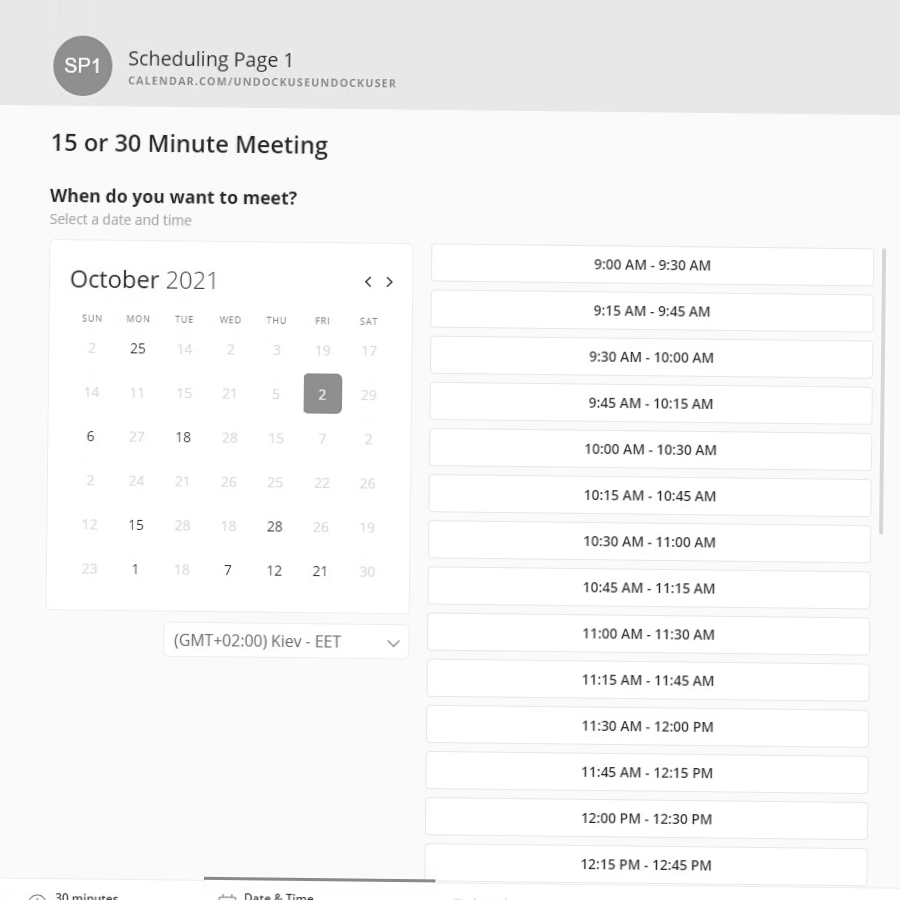 SP1
Scheduling Page 1
CALENDAR.COM/UNDOCKUSEUNDOCKUSER
15 or 30 Minute Meeting
When do you want to meet?
Select a date and time
October 2021
SUN MON TUE WED THU FRI SAT
2 25 14 2 3 19 17
14 11 15 21 5 2 29
6 27 18 28 15 7 2
2 24 21 26 25 22 26
12 15 28 18 28 26 19
23 1 18 7 12 21 30
(GMT+02:00) Kiev - EET
9:00 AM - 9:30 AM
9:15 AM - 9:45 AM
9:30 AM - 10:00 AM
9:45 AM - 10:15 AM
10:00 AM - 10:30 AM
10:15 AM - 10:45 AM
10:30 AM - 11:00 AM
10:45 AM - 11:15 AM
11:00 AM - 11:30 AM
11:15 AM - 11:45 AM
11:30 AM - 12:00 PM
11:45 AM - 12:15 PM
12:00 PM - 12:30 PM
12:15 PM - 12:45 PM
30 minutes
Date & Time